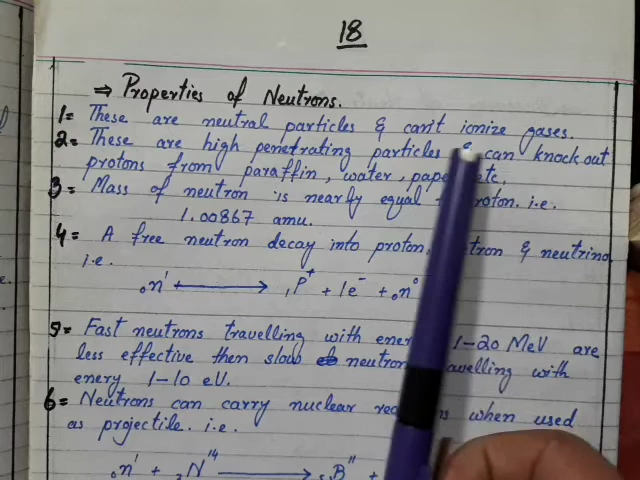 18
⇒ Properties of Neutrons.
1= These are neutral particles & can't ionize gases.
2= These are high penetrating particles & can knock out
protons from paraffin, water, paper etc.
3= Mass of neutron is nearly equal proton. i.e.
1.00867 amu.
4= A free neutron decay into proton, & neutrino
i.e.
₀n¹ ⟷ ₁P⁺ + 1e⁻ + ₀n⁰
5= Fast neutrons travelling with 1-20 MeV are
less effective then slow neutron travelling with
enery 1-10 eV.
6= Neutrons can carry nuclear when used
as projectile. i.e.
₀n¹ + ₇N¹⁴ → ₅B¹¹ +